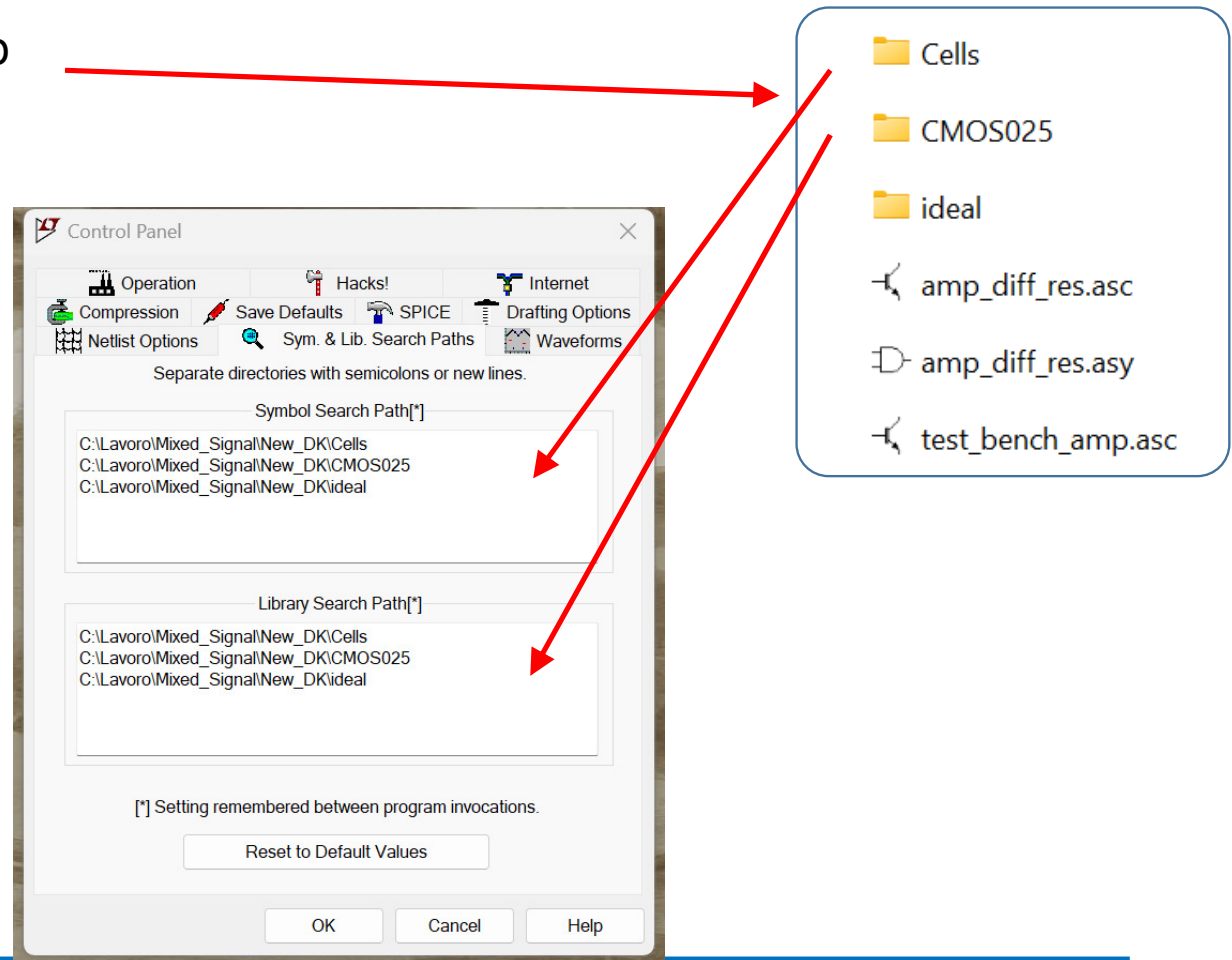 Cells
CMOS025
ideal
amp_diff_res.asc
amp_diff_res.asy
test_bench_amp.asc
Control Panel
Operation Hacks! Internet
Compression Save Defaults SPICE Drafting Options
Netlist Options Sym. & Lib. Search Paths Waveforms
Separate directories with semicolons or new lines.
Symbol Search Path[*]
C:\Lavoro\Mixed_Signal\New_DK\Cells
C:\Lavoro\Mixed_Signal\New_DK\CMOS025
C:\Lavoro\Mixed_Signal\New_DK\ideal
Library Search Path[*]
C:\Lavoro\Mixed_Signal\New_DK\Cells
C:\Lavoro\Mixed_Signal\New_DK\CMOS025
C:\Lavoro\Mixed_Signal\New_DK\ideal
[*] Setting remembered between program invocations.
Reset to Default Values
OK Cancel Help